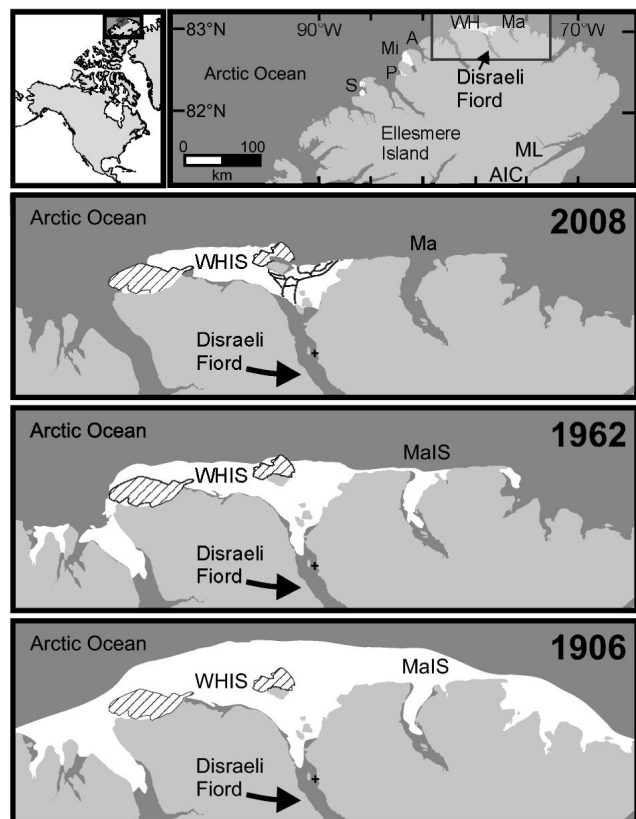 83°N
90°W
WH
Ma
70°W
A
Mi
Arctic Ocean
P
Disraeli
Fiord
S
82°N
Ellesmere
Island
0
100
km
ML
AIC
Arctic Ocean
2008
Ma
WHIS
Disraeli
Fiord
Arctic Ocean
1962
MaIS
WHIS
Disraeli
Fiord
Arctic Ocean
1906
MaIS
WHIS
Disraeli
Fiord